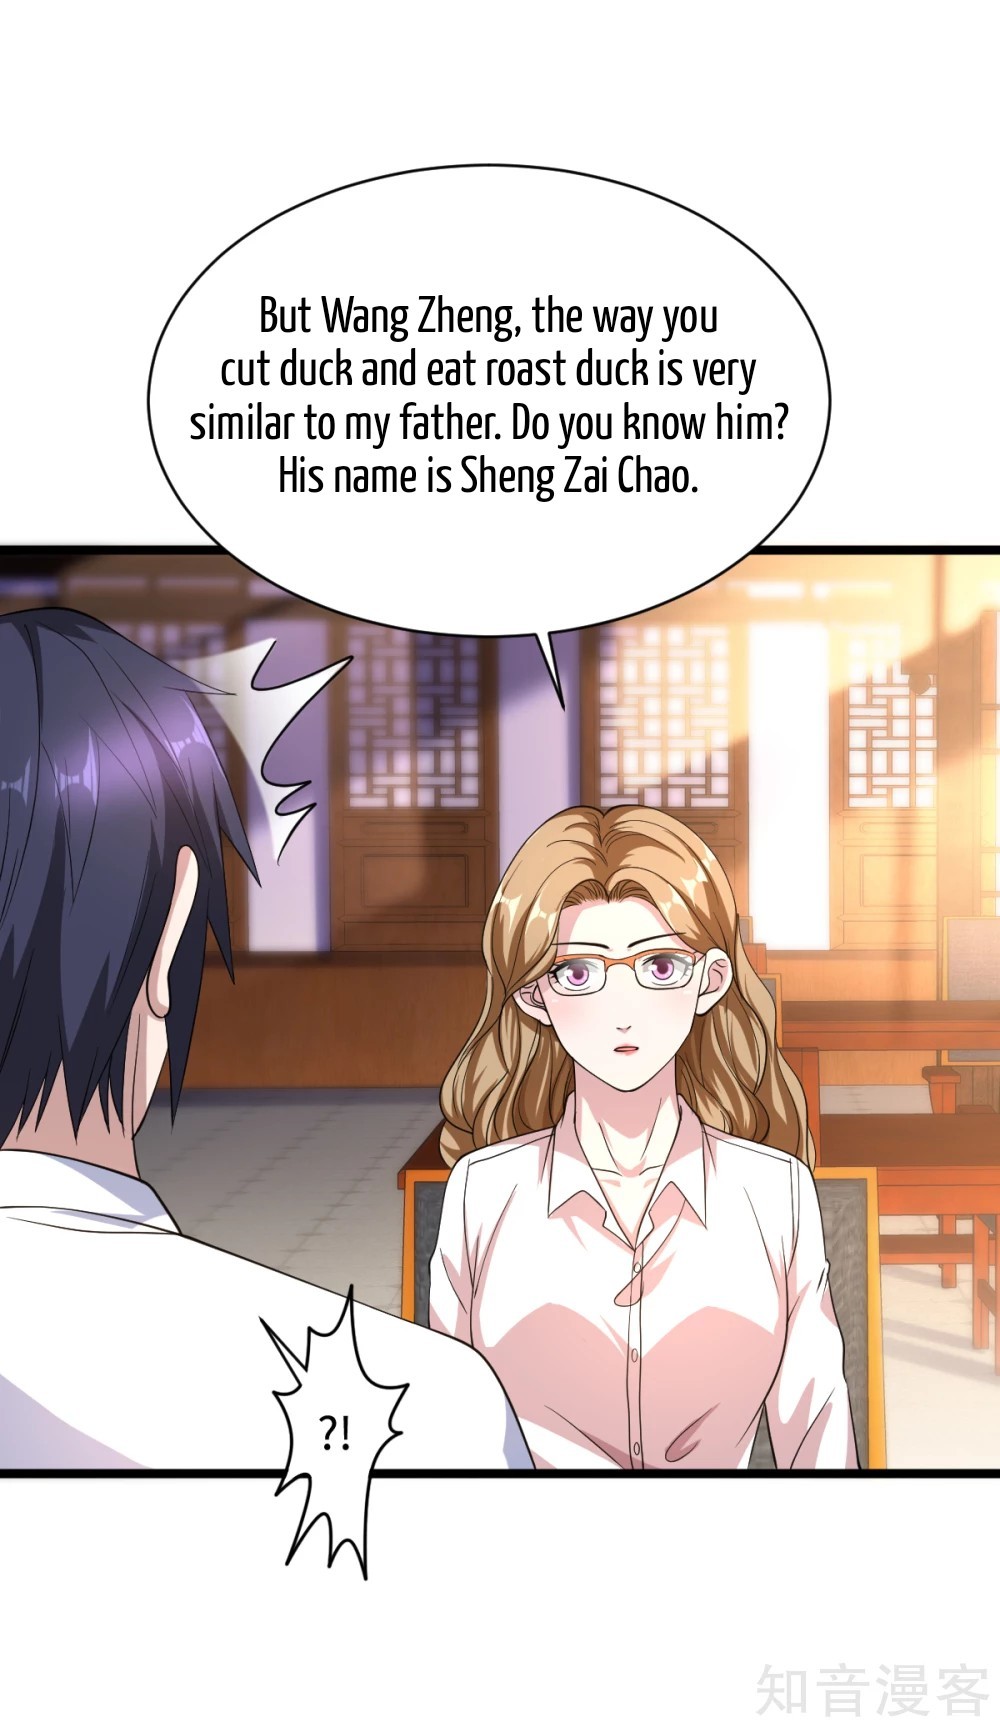 But Wang Zheng, the way you
cut duck and eat roast duck is very
similar to my father. Do you know him?
His name is Sheng Zai Chao.
?!
知音漫客